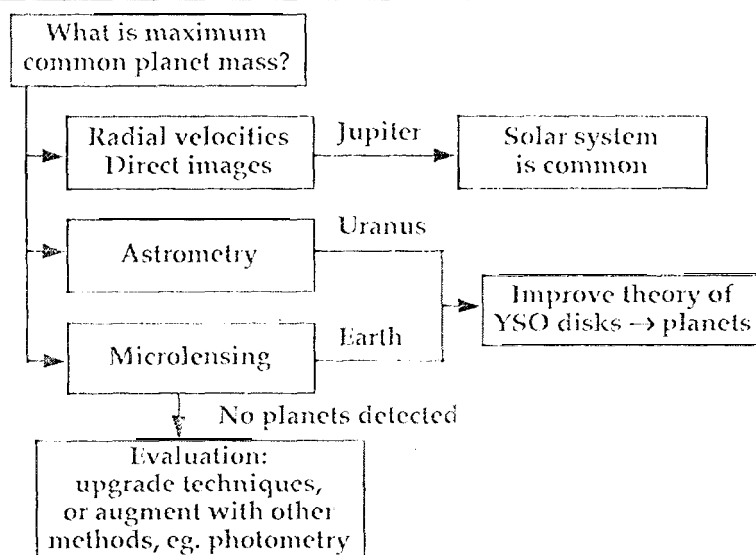 What is maximum
common planet mass?
Radial velocities
Direct images
Jupiter
Solar system
is common
Astrometry
Uranus
Improve theory of
YSO disks → planets
Microlensing
Earth
No planets detected
Evaluation:
upgrade techniques,
or augment with other
methods, eg. photometry